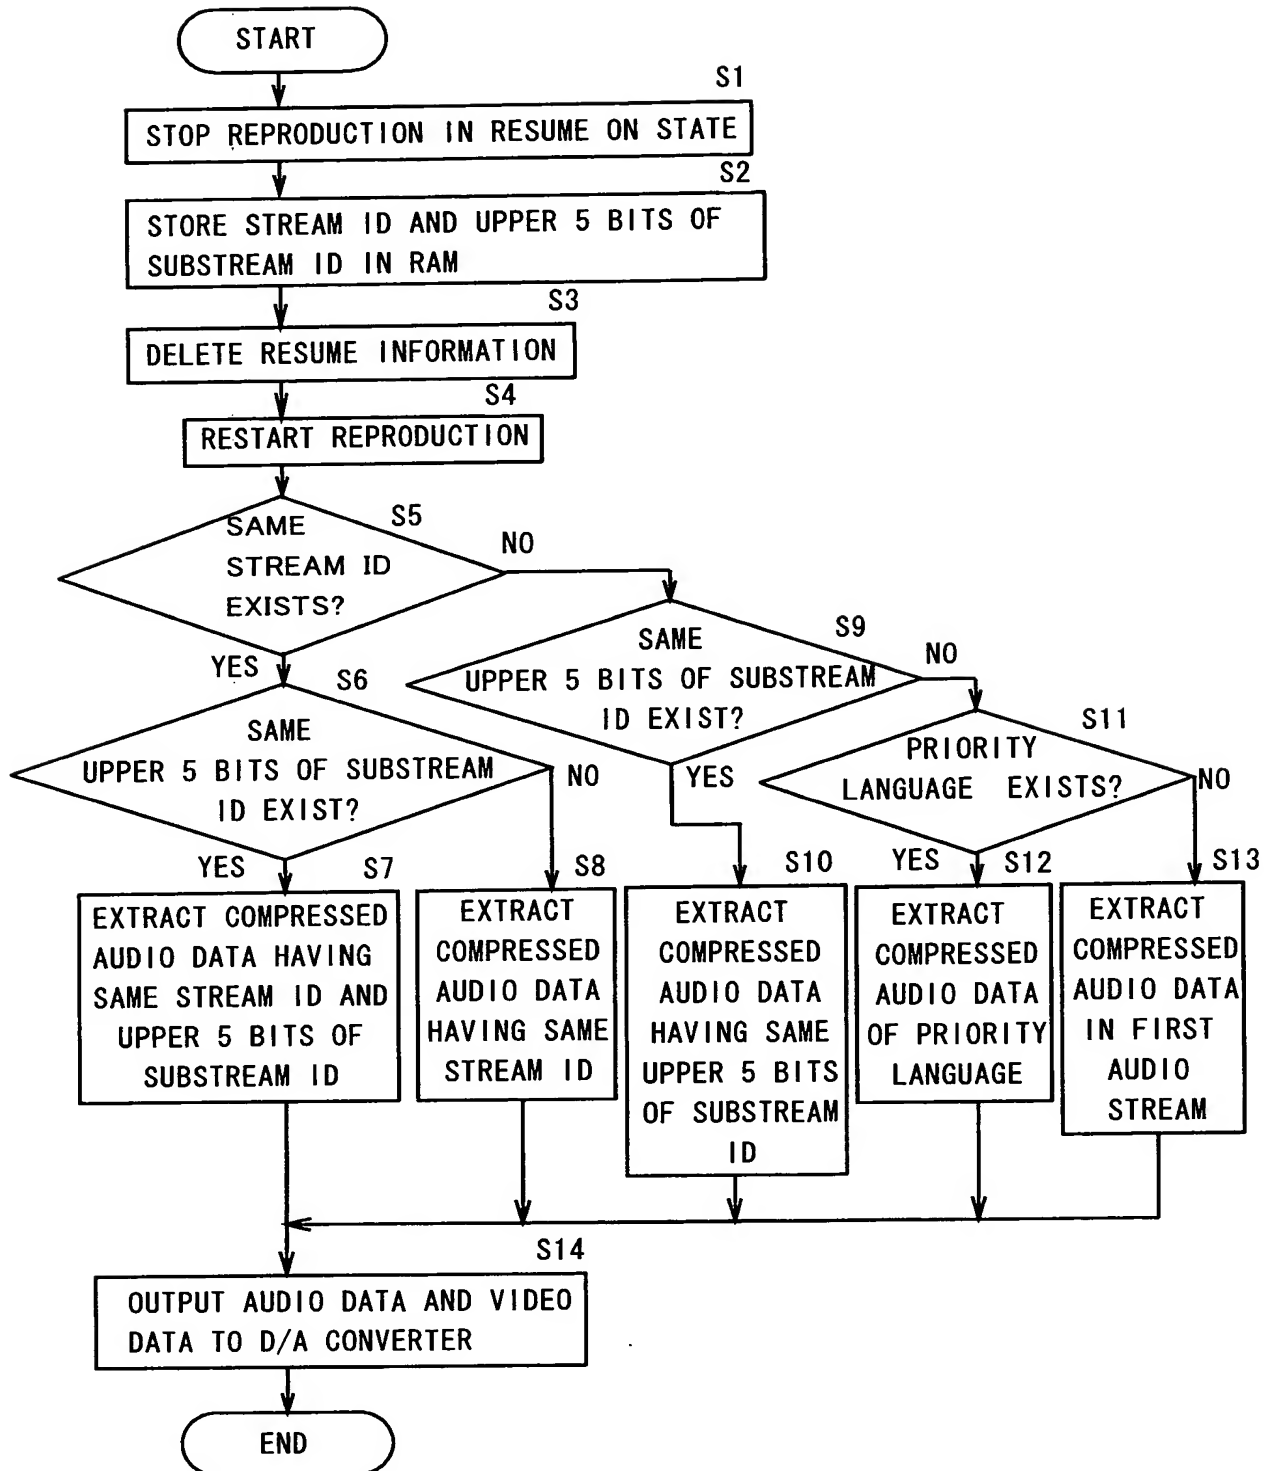 START
S1
STOP REPRODUCTION IN RESUME ON STATE
S2
STORE STREAM ID AND UPPER 5 BITS OF
SUBSTREAM ID IN RAM
S3
DELETE RESUME INFORMATION
S4
RESTART REPRODUCTION
S5
SAME
STREAM ID
EXISTS?
NO
YES
S6
SAME
UPPER 5 BITS OF SUBSTREAM
ID EXIST?
NO
YES
S9
SAME
UPPER 5 BITS OF SUBSTREAM
ID EXIST?
NO
YES
S11
PRIORITY
LANGUAGE EXISTS?
NO
YES
S7
EXTRACT COMPRESSED
AUDIO DATA HAVING
SAME STREAM ID AND
UPPER 5 BITS OF
SUBSTREAM ID
S8
EXTRACT
COMPRESSED
AUDIO DATA
HAVING SAME
STREAM ID
S10
EXTRACT
COMPRESSED
AUDIO DATA
HAVING SAME
UPPER 5 BITS
OF SUBSTREAM
ID
S12
EXTRACT
COMPRESSED
AUDIO DATA
OF PRIORITY
LANGUAGE
S13
EXTRACT
COMPRESSED
AUDIO DATA
IN FIRST
AUDIO
STREAM
S14
OUTPUT AUDIO DATA AND VIDEO
DATA TO D/A CONVERTER
END